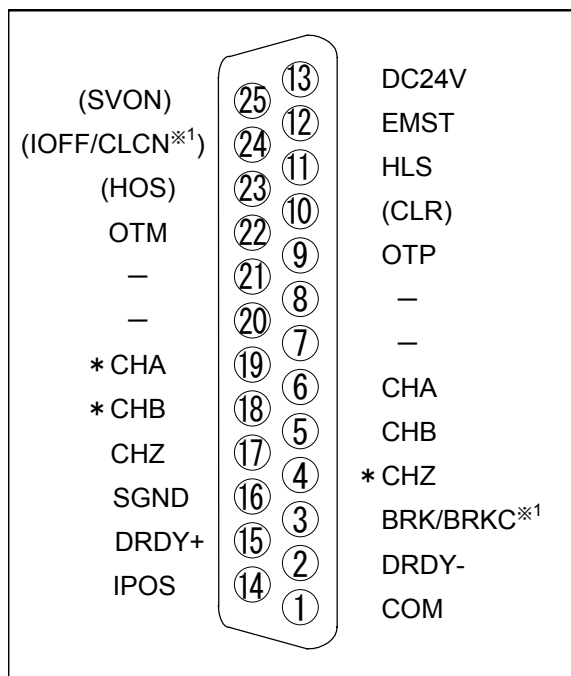 (SVON) 25 13 DC24V
(IOFF/CLCN※1) 24 12 EMST
(HOS) 23 11 HLS
OTM 22 10 (CLR)
— 21 9 OTP
— 20 8 —
* CHA 19 7 —
* CHB 18 6 CHA
CHZ 17 5 CHB
SGND 16 4 * CHZ
DRDY+ 15 3 BRK/BRKC※1
IPOS 14 2 DRDY-
1 COM